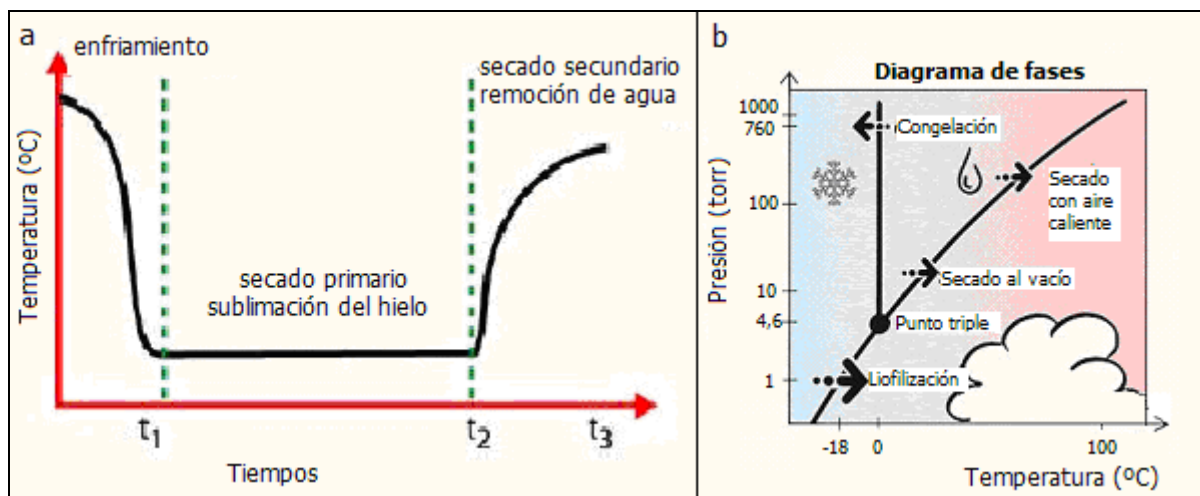 a
enfriamiento
secado secundario
remoción de agua
Temperatura (ºC)
secado primario
sublimación del hielo
t1
t2
t3
Tiempos
b
Diagrama de fases
1000
760
100
10
4,6
1
Presión (torr)
Congelación
Secado
con aire
caliente
Secado al vacío
Punto triple
Liofilización
-18
0
100
Temperatura (ºC)